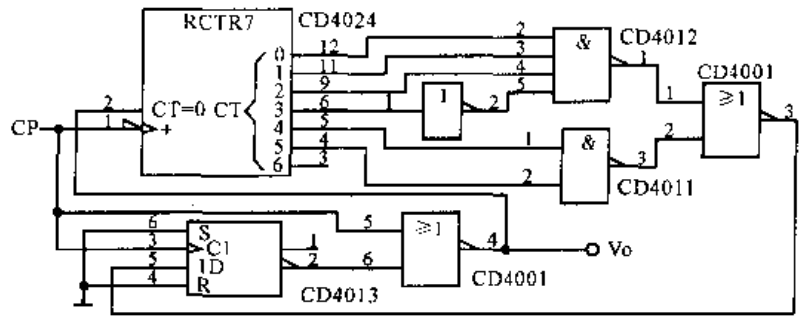 RCTR7 CD4024
CT=0 CT
0 12
1 11
2 9
3 6
4 5
5 4
6 3
2
CP 1 +
1 1 2
2
3
4
5
& CD4012
1
1
2
& 3
CD4011
CD4001
1 ≥1 3
2
6 S
3 C1 1
5 1D 2
4 R
CD4013
5 ≥1
6 4
CD4001
Vo